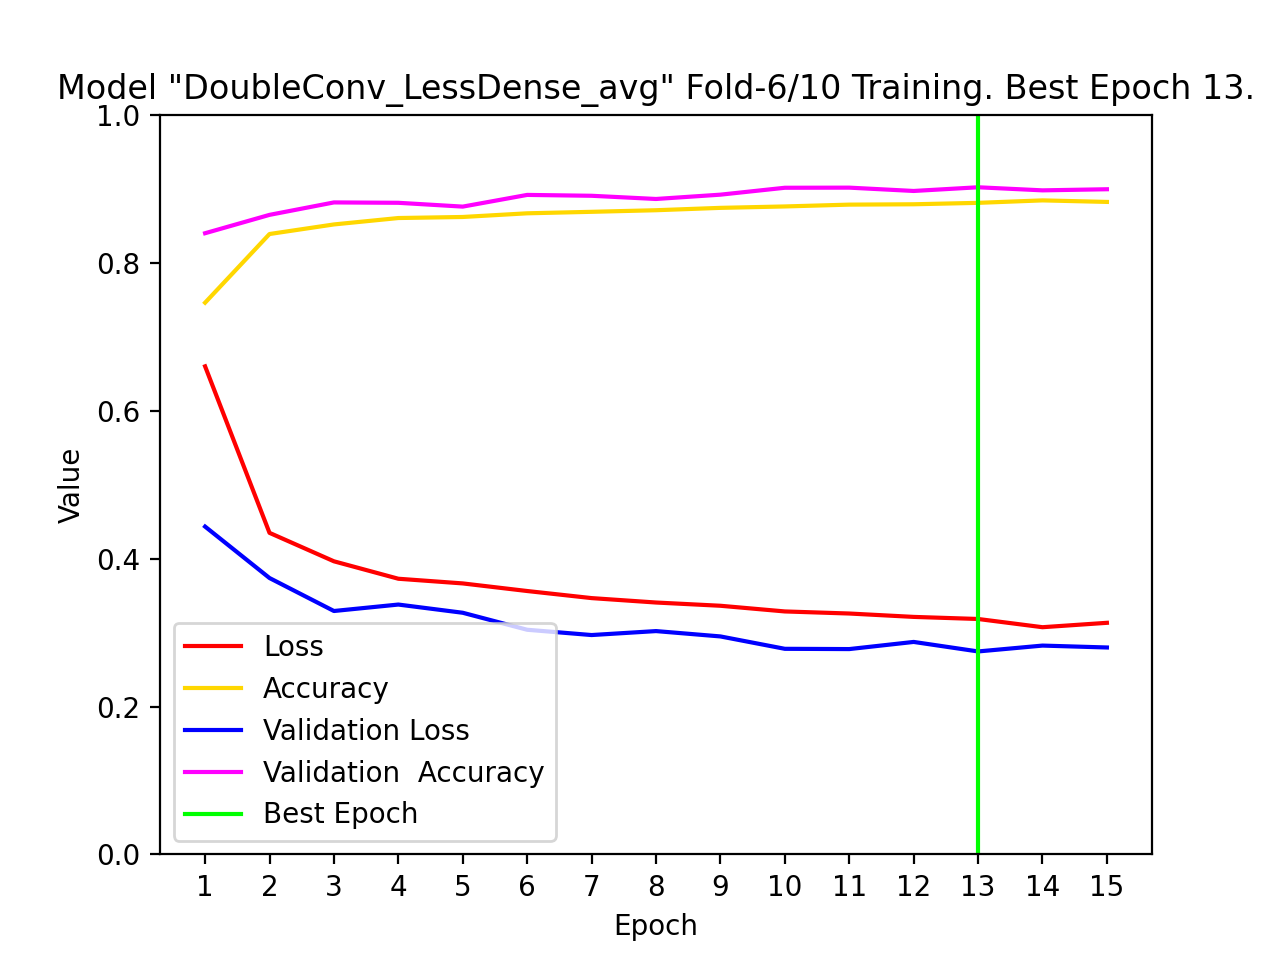 Model "DoubleConv_LessDense_avg" Fold-6/10 Training. Best Epoch 13.
1.0
0.8
0.6
0.4
0.2
0.0
Value
Loss
Accuracy
Validation Loss
Validation  Accuracy
Best Epoch
1 2 3 4 5 6 7 8 9 10 11 12 13 14 15
Epoch